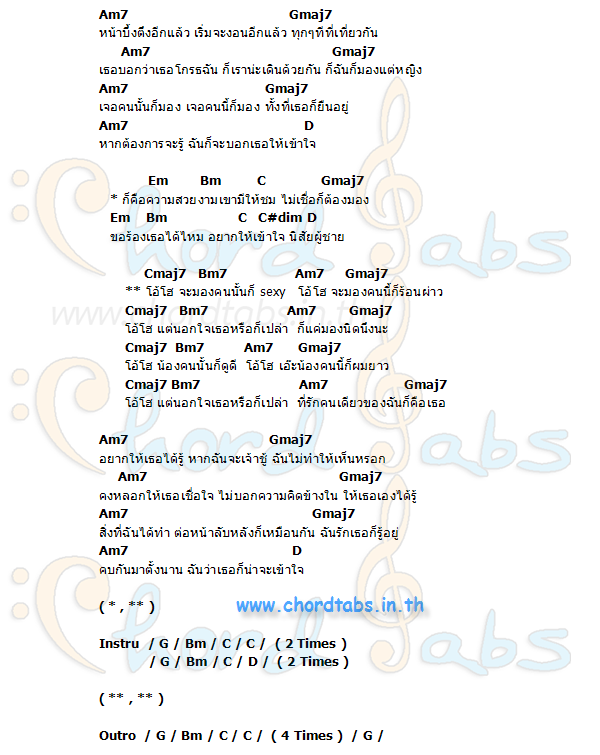 Am7 Gmaj7
หน้าบึ้งตึงอีกแล้ว เริ่มจะงอนอีกแล้ว ทุกๆทีที่เที่ยวกัน
Am7 Gmaj7
เธอบอกว่าเธอโกรธฉัน ก็เราน่ะเดินด้วยกัน ก็ฉันก็มองแต่หญิง
Am7 Gmaj7
เจอคนนั้นก็มอง เจอคนนี้ก็มอง ทั้งที่เธอก็ยืนอยู่
Am7 D
หากต้องการจะรู้ ฉันก็จะบอกเธอให้เข้าใจ
Em Bm C Gmaj7
* ก็คือความสวยงามเขามีให้ชม ไม่เชื่อก็ต้องมอง
Em Bm C C#dim D
ขอร้องเธอได้ไหม อยากให้เข้าใจ นิสัยผู้ชาย
Cmaj7 Bm7 Am7 Gmaj7
** โอ้โฮ จะมองคนนั้นก็ sexy โอ้โฮ จะมองคนนี้ก็ร้อนผ่าว
Cmaj7 Bm7 Am7 Gmaj7
โอ้โฮ แต่นอกใจเธอหรือก็เปล่า ก็แค่มองนิดนึงนะ
Cmaj7 Bm7 Am7 Gmaj7
โอ้โฮ น้องคนนั้นก็ดูดี โอ้โฮ เอ๊ะน้องคนนี้ก็ผมยาว
Cmaj7 Bm7 Am7 Gmaj7
โอ้โฮ แต่นอกใจเธอหรือก็เปล่า ที่รักคนเดียวของฉันก็คือเธอ
Am7 Gmaj7
อยากให้เธอได้รู้ หากฉันจะเจ้าชู้ ฉันไม่ทำให้เห็นหรอก
Am7 Gmaj7
คงหลอกให้เธอเชื่อใจ ไม่บอกความคิดข้างใน ให้เธอเองได้รู้
Am7 Gmaj7
สิ่งที่ฉันได้ทำ ต่อหน้าลับหลังก็เหมือนกัน ฉันรักเธอก็รู้อยู่
Am7 D
คบกันมาตั้งนาน ฉันว่าเธอก็น่าจะเข้าใจ
( * , ** ) www.chordtabs.in.th
Instru / G / Bm / C / C / ( 2 Times )
/ G / Bm / C / D / ( 2 Times )
( ** , ** )
Outro / G / Bm / C / C / ( 4 Times ) / G /
Chord Tabs
www.chordtabs.in.th
Chord Tabs
Chord Tabs